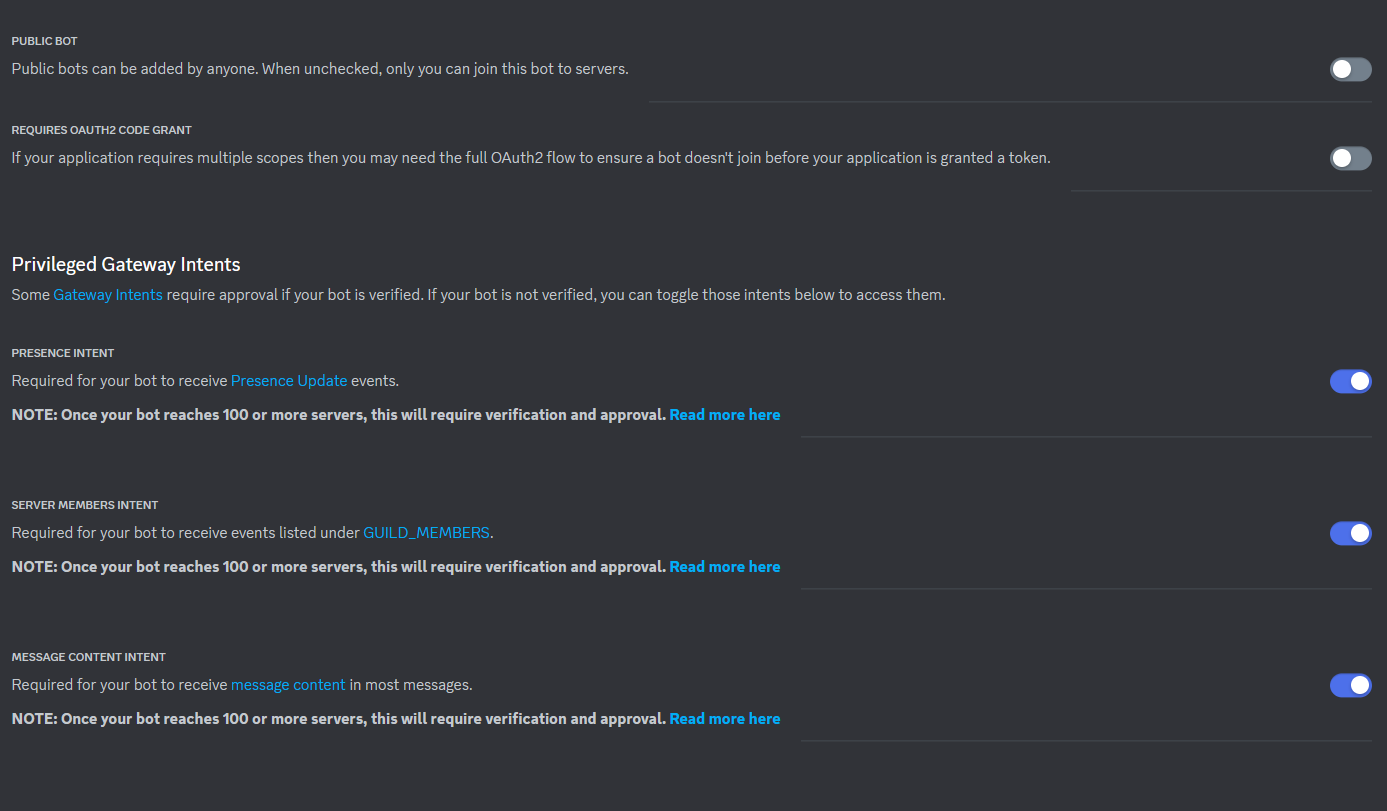 PUBLIC BOT
Public bots can be added by anyone. When unchecked, only you can join this bot to servers.
REQUIRES OAUTH2 CODE GRANT
If your application requires multiple scopes then you may need the full OAuth2 flow to ensure a bot doesn't join before your application is granted a token.
Privileged Gateway Intents
Some Gateway Intents require approval if your bot is verified. If your bot is not verified, you can toggle those intents below to access them.
PRESENCE INTENT
Required for your bot to receive Presence Update events.
NOTE: Once your bot reaches 100 or more servers, this will require verification and approval. Read more here
SERVER MEMBERS INTENT
Required for your bot to receive events listed under GUILD_MEMBERS.
NOTE: Once your bot reaches 100 or more servers, this will require verification and approval. Read more here
MESSAGE CONTENT INTENT
Required for your bot to receive message content in most messages.
NOTE: Once your bot reaches 100 or more servers, this will require verification and approval. Read more here